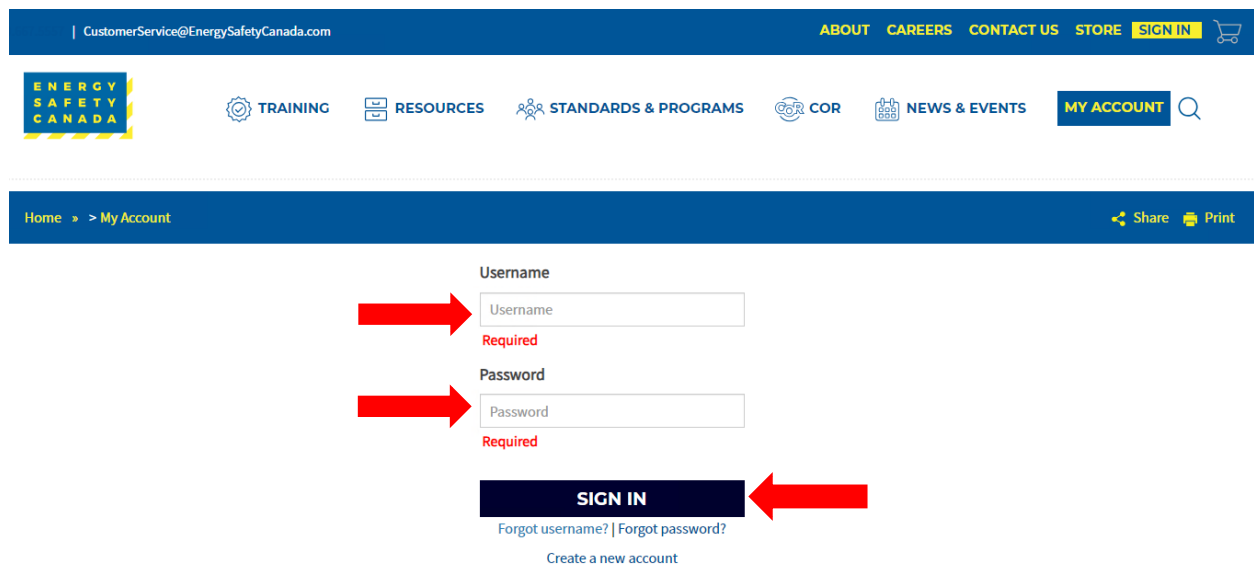 | CustomerService@EnergySafetyCanada.com ABOUT CAREERS CONTACT US STORE SIGN IN
ENERGY
SAFETY
CANADA
TRAINING RESOURCES STANDARDS & PROGRAMS COR COR NEWS & EVENTS MY ACCOUNT
Home » > My Account Share Print
Username
Username
Required
Password
Password
Required
SIGN IN
Forgot username? | Forgot password?
Create a new account